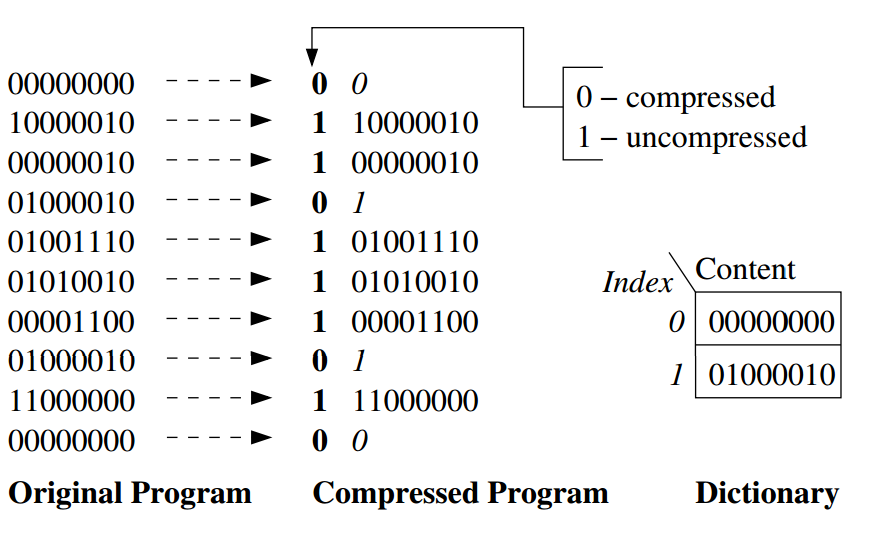 00000000 0 0
10000010 1 10000010
00000010 1 00000010
01000010 0 1
01001110 1 01001110
01010010 1 01010010
00001100 1 00001100
01000010 0 1
11000000 1 11000000
00000000 0 0
0 – compressed
1 – uncompressed
Index Content
0 00000000
1 01000010
Original Program Compressed Program Dictionary